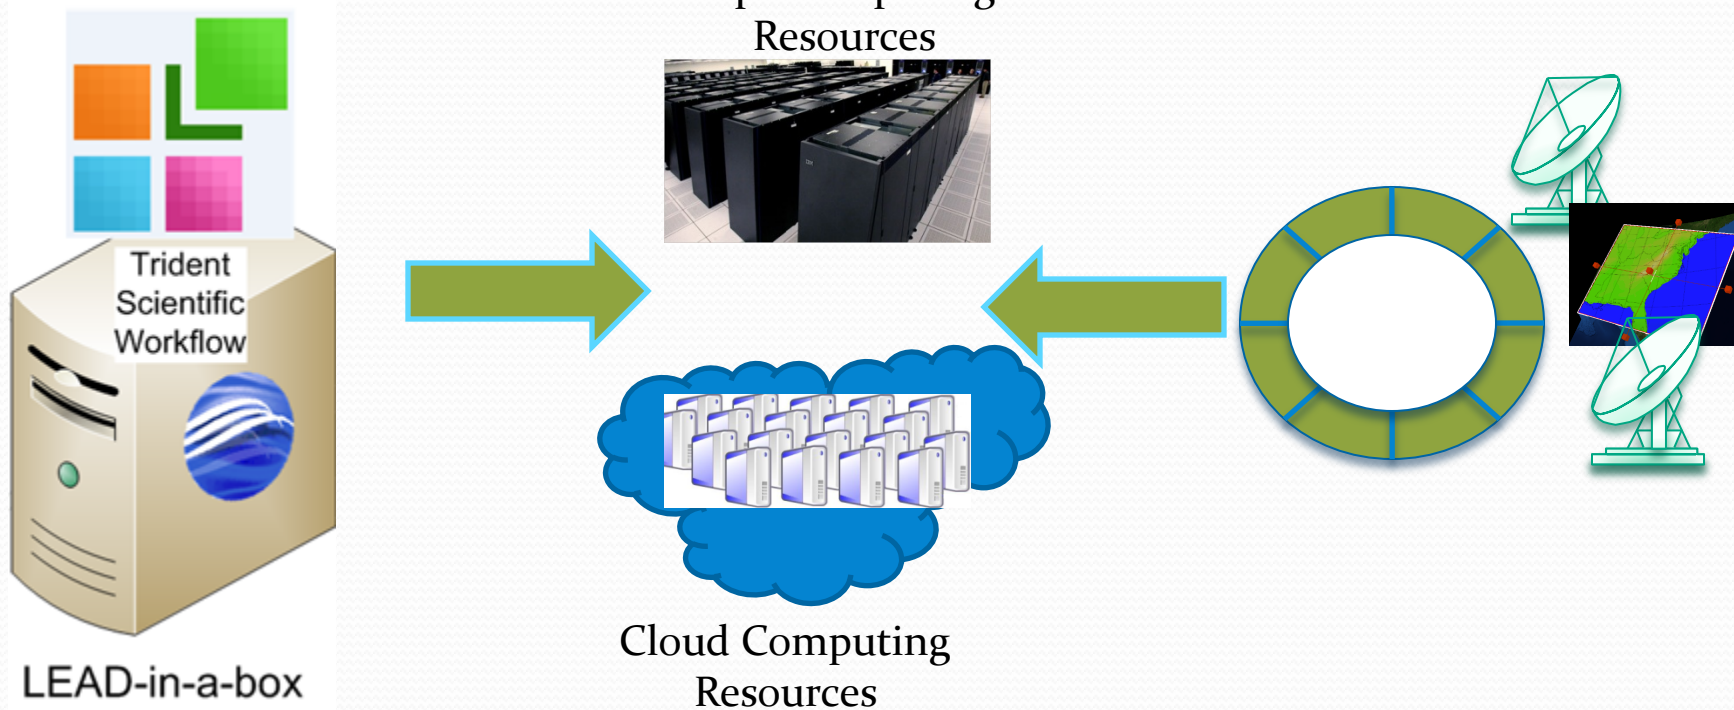 Resources
Trident
Scientific
Workflow
Cloud Computing
Resources
LEAD-in-a-box